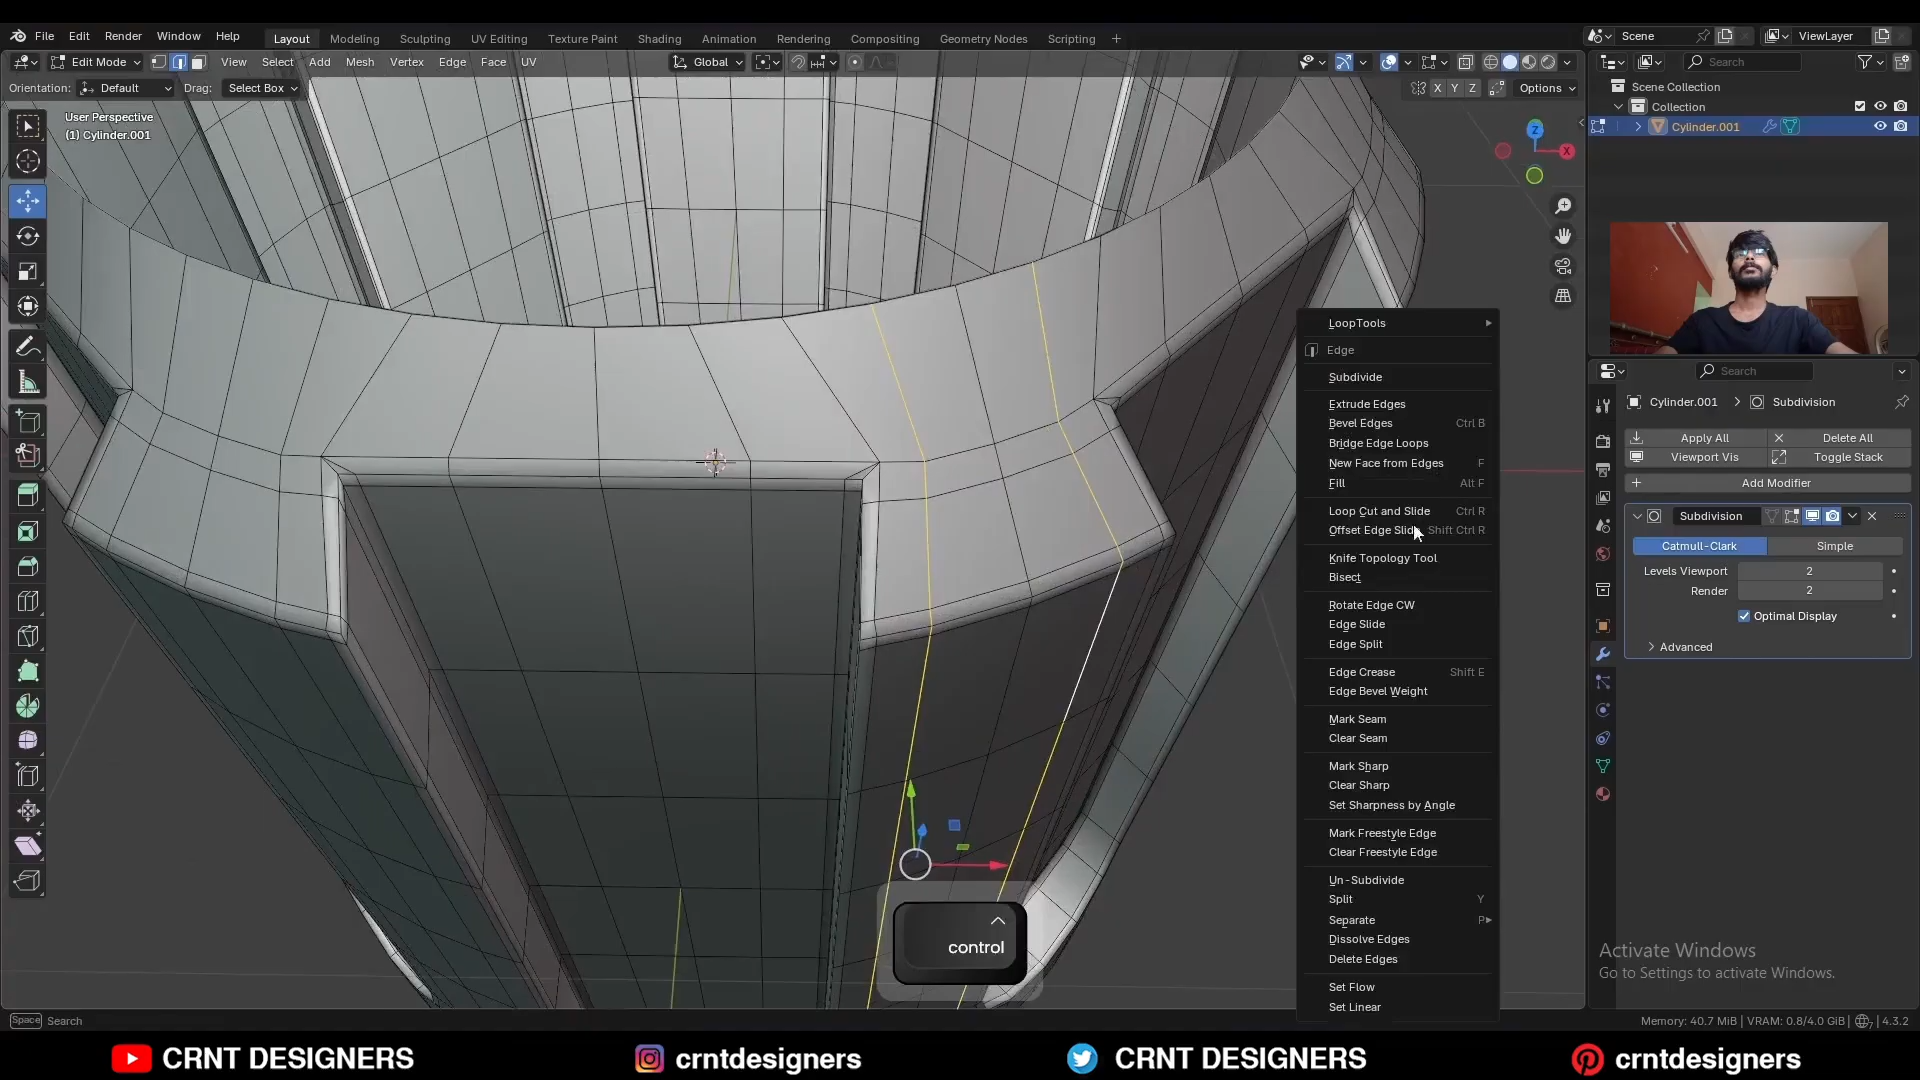 File Edit Render Window Help Layout Modeling Sculpting UV Editing Texture Paint Shading Animation Rendering Compositing Geometry Nodes Scripting + Scene ViewLayer
Edit Mode View Select Add Mesh Vertex Edge Face UV Global Search
Orientation: Default Drag: Select Box X Y Z Options
User Perspective
(1) Cylinder.001
Scene Collection
Collection
Cylinder.001
Z
X
LoopTools
Edge
Subdivide
Extrude Edges
Bevel Edges Ctrl B
Bridge Edge Loops
New Face from Edges F
Fill Alt F
Loop Cut and Slide Ctrl R
Offset Edge Slide Shift Ctrl R
Knife Topology Tool
Bisect
Rotate Edge CW
Edge Slide
Edge Split
Edge Crease Shift E
Edge Bevel Weight
Mark Seam
Clear Seam
Mark Sharp
Clear Sharp
Set Sharpness by Angle
Mark Freestyle Edge
Clear Freestyle Edge
Un-Subdivide
Split Y
Separate P
Dissolve Edges
Delete Edges
Set Flow
Set Linear
Search
Cylinder.001 Subdivision
Apply All Delete All
Viewport Vis Toggle Stack
Add Modifier
Subdivision
Catmull-Clark Simple
Levels Viewport 2
Render 2
Optimal Display
Advanced
control
Activate Windows
Go to Settings to activate Windows.
Space Search
Memory: 40.7 MiB | VRAM: 0.8/4.0 GiB | 7 | 4.3.2
CRNT DESIGNERS crntdesigners CRNT DESIGNERS crntdesigners